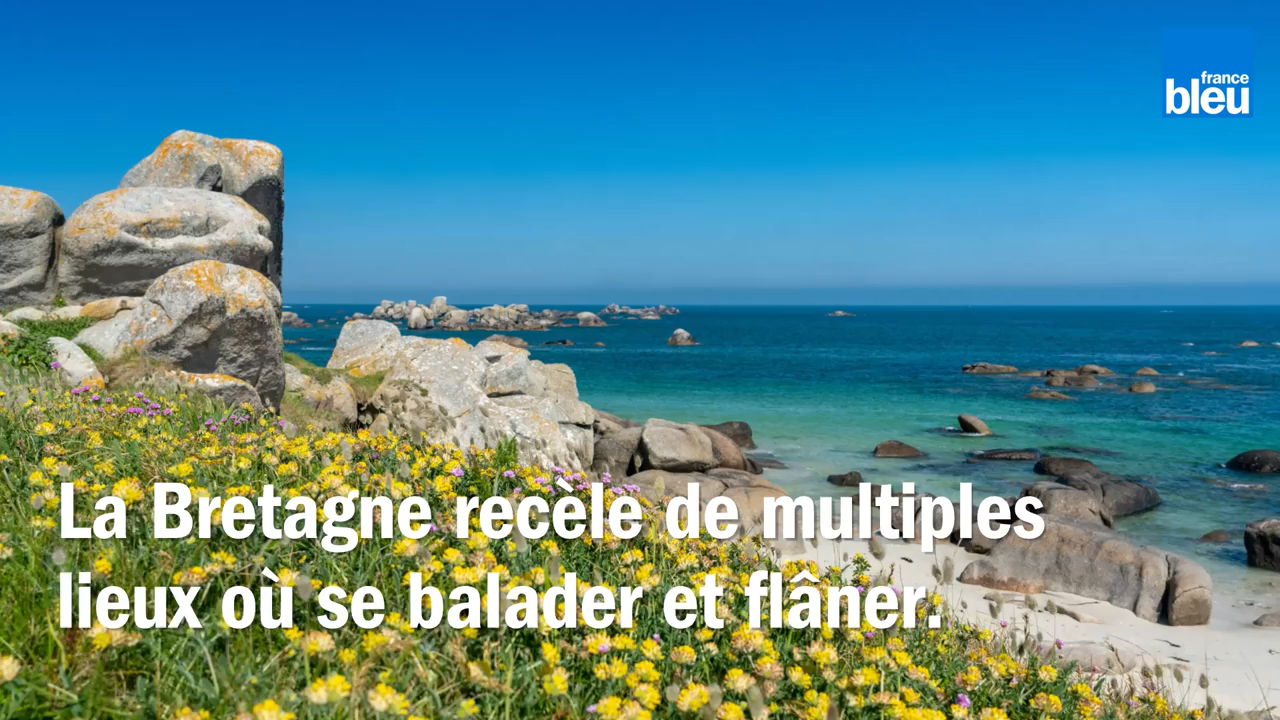 france
bleu
La Bretagne recèle de multiples
lieux où se balader et flâner.